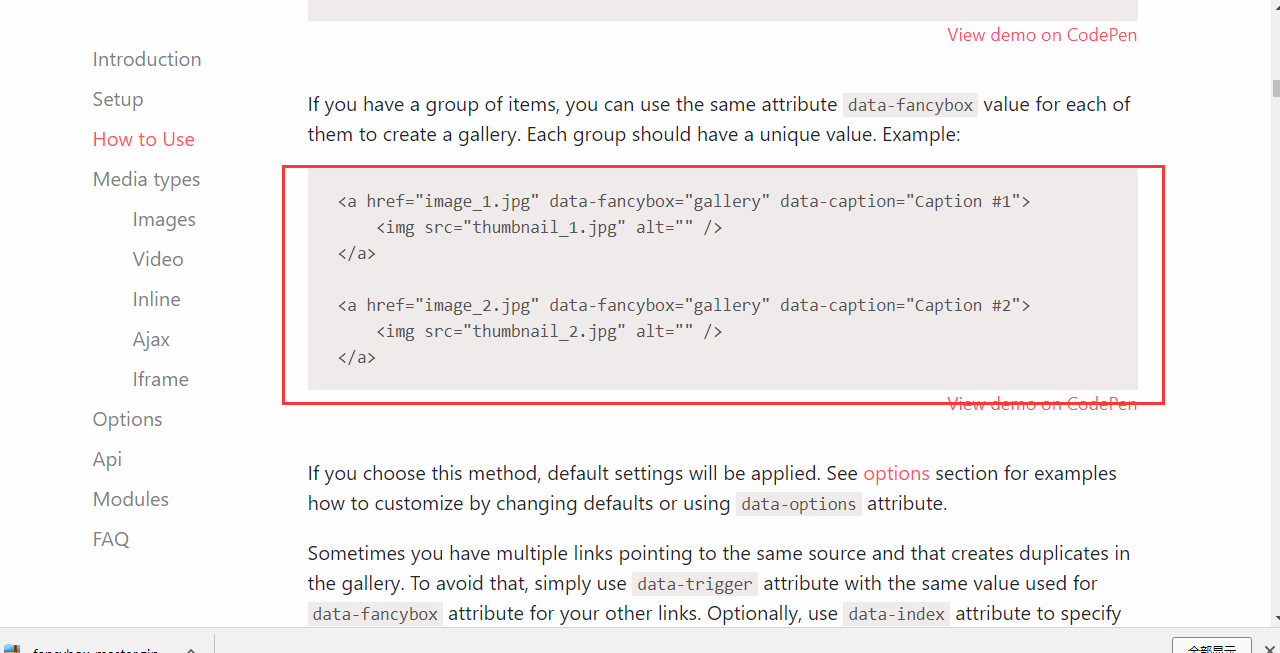 View demo on CodePen
Introduction
Setup
How to Use
Media types
Images
Video
Inline
Ajax
Iframe
Options
Api
Modules
FAQ
If you have a group of items, you can use the same attribute data-fancybox value for each of
them to create a gallery. Each group should have a unique value. Example:
<a href="image_1.jpg" data-fancybox="gallery" data-caption="Caption #1">
    <img src="thumbnail_1.jpg" alt="" />
</a>
<a href="image_2.jpg" data-fancybox="gallery" data-caption="Caption #2">
    <img src="thumbnail_2.jpg" alt="" />
</a>
View demo on CodePen
If you choose this method, default settings will be applied. See options section for examples
how to customize by changing defaults or using data-options attribute.
Sometimes you have multiple links pointing to the same source and that creates duplicates in
the gallery. To avoid that, simply use data-trigger attribute with the same value used for
data-fancybox attribute for your other links. Optionally, use data-index attribute to specify
fancybox-master.zip
全部显示